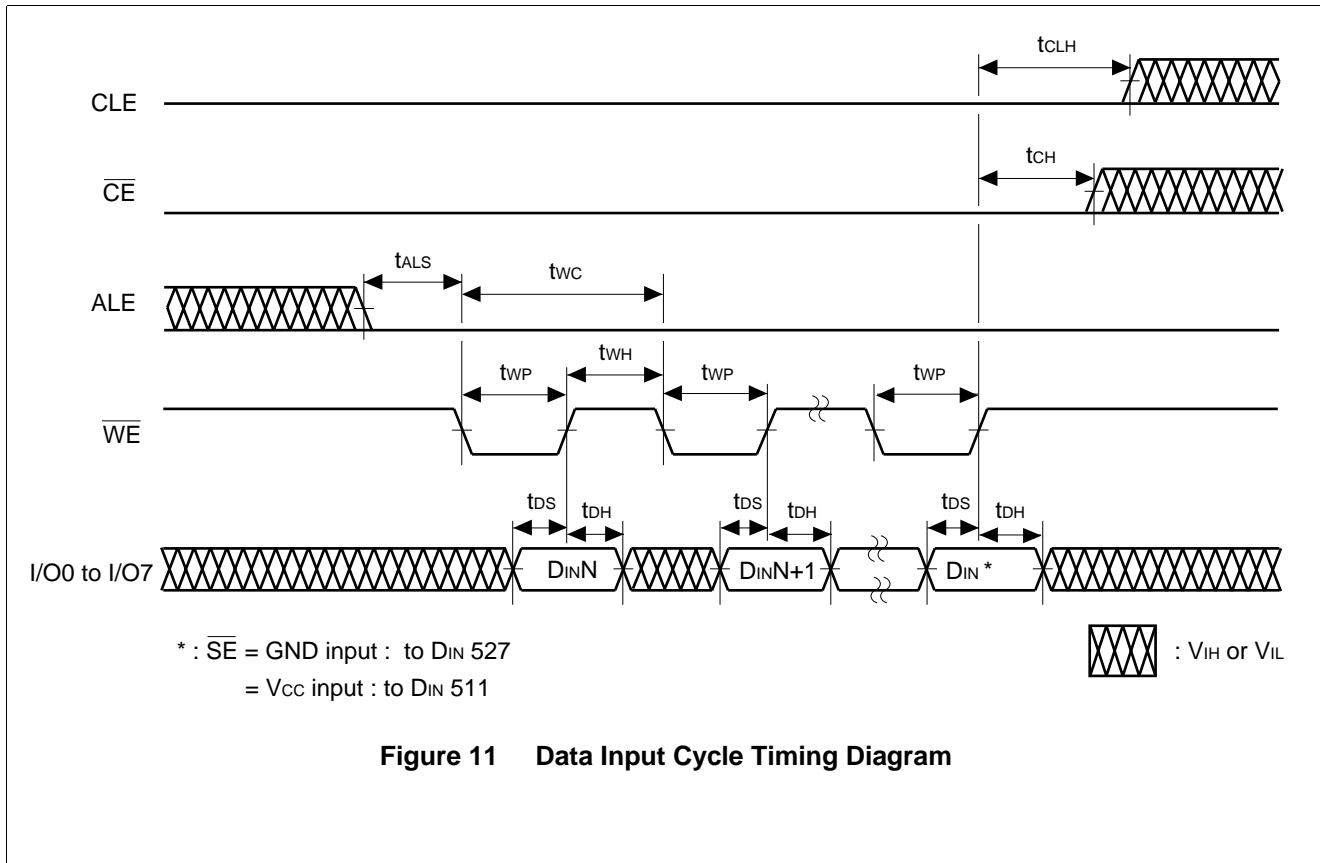 tCLH
CLE
tCH
CE
tALS
tWC
ALE
tWH
tWP
tWP
tWP
WE
tDS
tDH
tDS
tDH
tDS
tDH
I/O0 to I/O7
DINN
DINN+1
DIN *
* : SE = GND input : to DIN 527
= VCC input : to DIN 511
: VIH or VIL
Figure 11 Data Input Cycle Timing Diagram